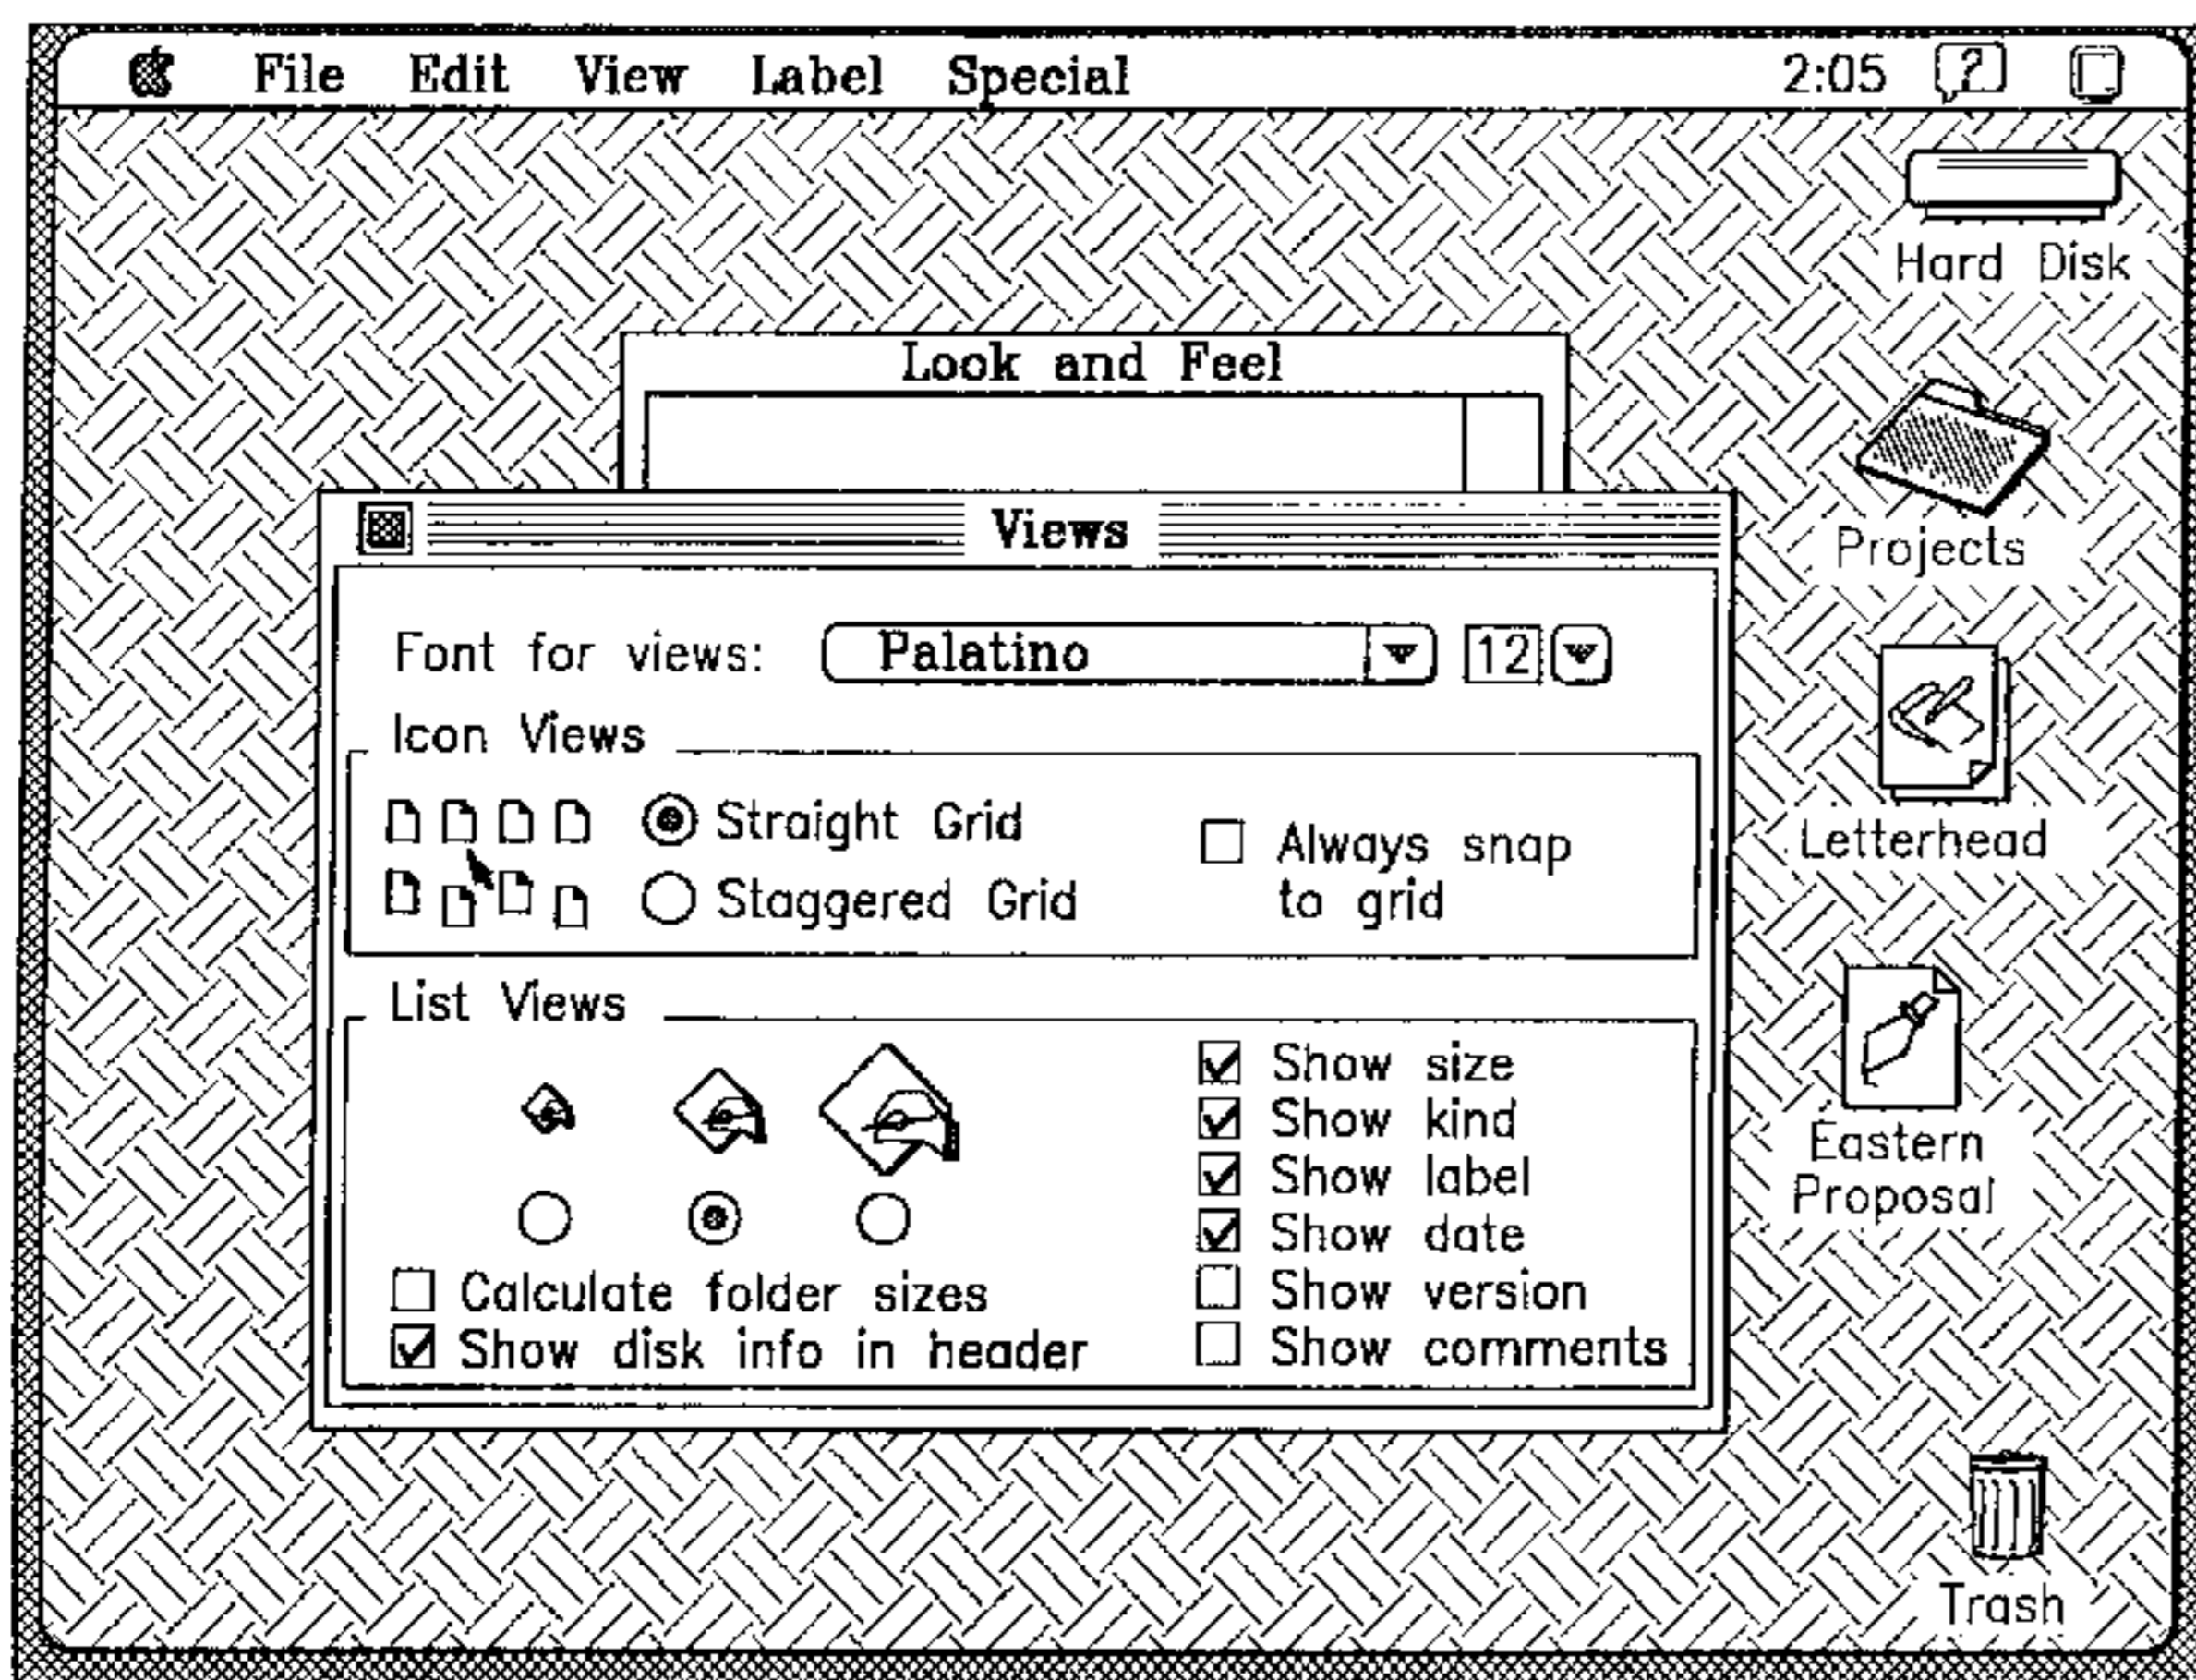 File Edit View Label Special 2:05 ?
Hard Disk
Look and Feel
Projects
Views
Font for views: Palatino 12
Icon Views
Straight Grid
Staggered Grid
Always snap
to grid
Letterhead
List Views
Show size
Show kind
Show label
Show date
Show version
Show comments
Calculate folder sizes
Show disk info in header
Eastern
Proposal
Trash